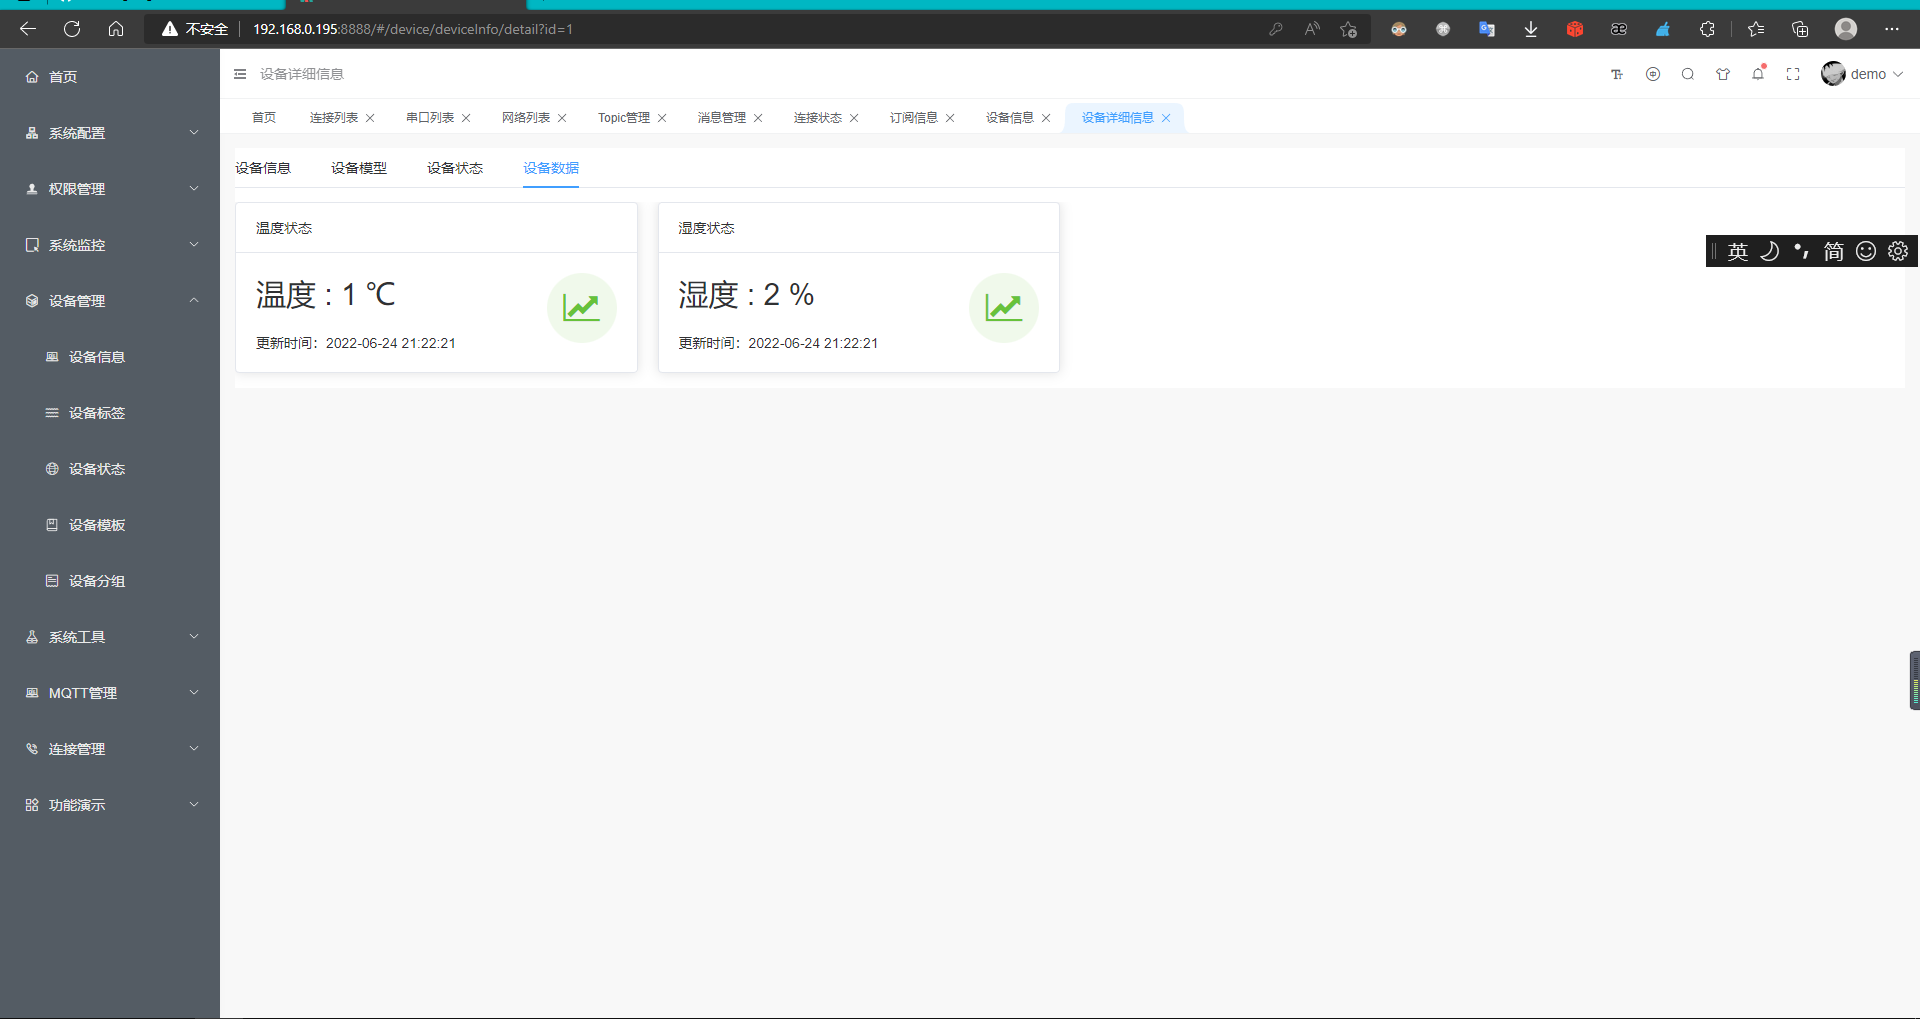 不安全 192.168.0.195:8888/#/device/deviceInfo/detail?id=1
首页
系统配置
权限管理
系统监控
设备管理
设备信息
设备标签
设备状态
设备模板
设备分组
系统工具
MQTT管理
连接管理
功能演示
设备详细信息
demo
首页 连接列表 串口列表 网络列表 Topic管理 消息管理 连接状态 订阅信息 设备信息 设备详细信息
设备信息 设备模型 设备状态 设备数据
温度状态
温度 : 1 ℃
更新时间：2022-06-24 21:22:21
湿度状态
湿度 : 2 %
更新时间：2022-06-24 21:22:21
英 简